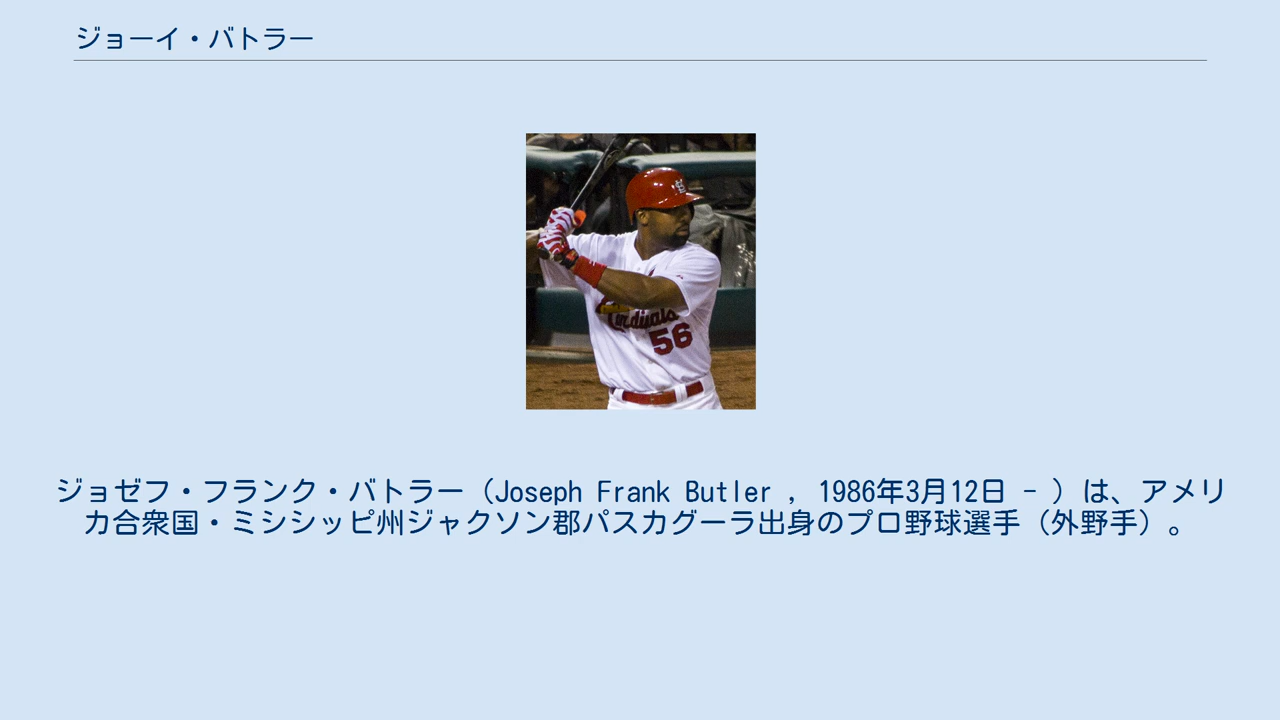 ジョーイ・バトラー
Cardinals
56
ジョゼフ・フランク・バトラー（Joseph Frank Butler , 1986年3月12日 - ）は、アメリ
カ合衆国・ミシシッピ州ジャクソン郡パスカグーラ出身のプロ野球選手（外野手）。